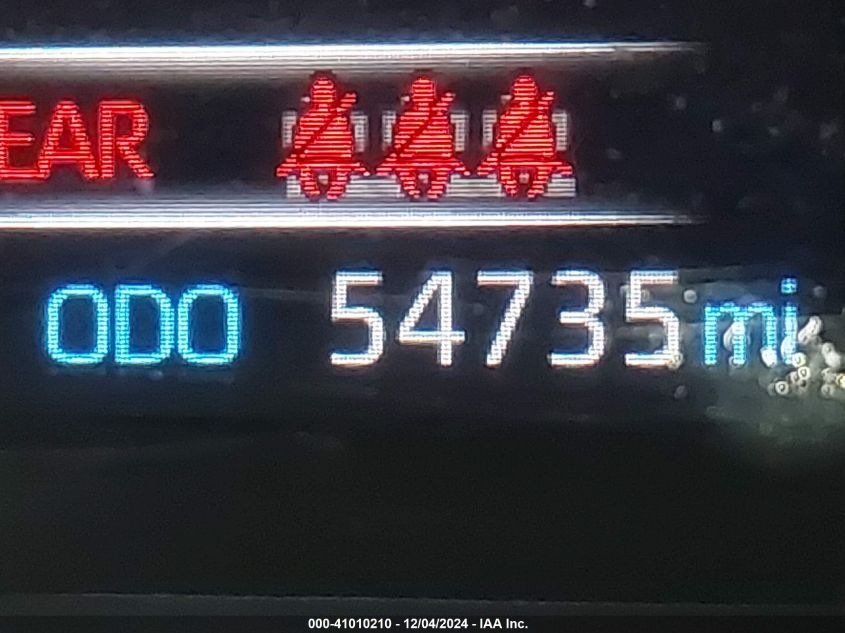 EAR
ODO 54735 mi
000-41010210 - 12/04/2024 - IAA Inc.